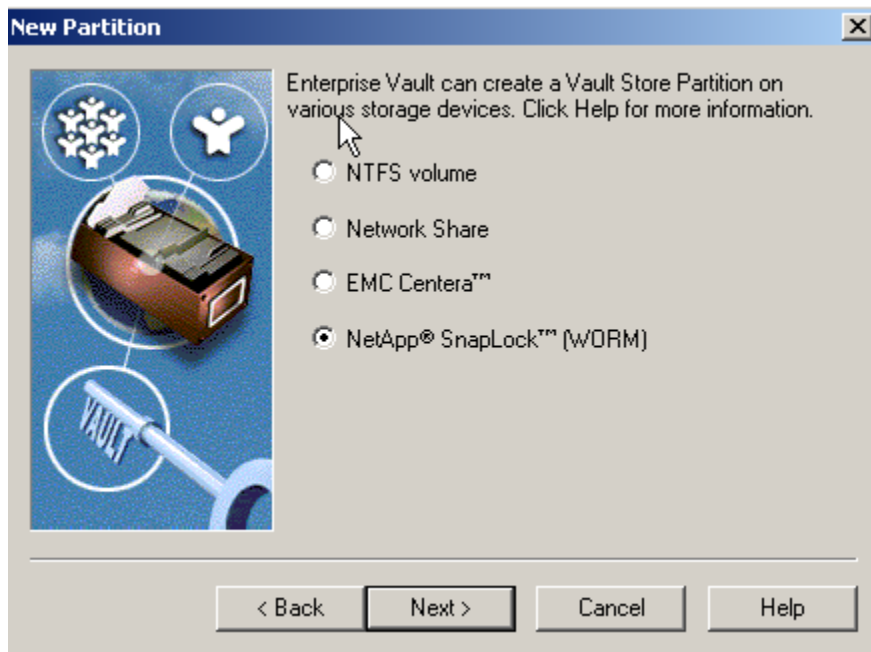 New Partition
Enterprise Vault can create a Vault Store Partition on
various storage devices. Click Help for more information.
NTFS volume
Network Share
EMC Centera™
NetApp® SnapLock™ (WORM)
VAULT
< Back
Next >
Cancel
Help